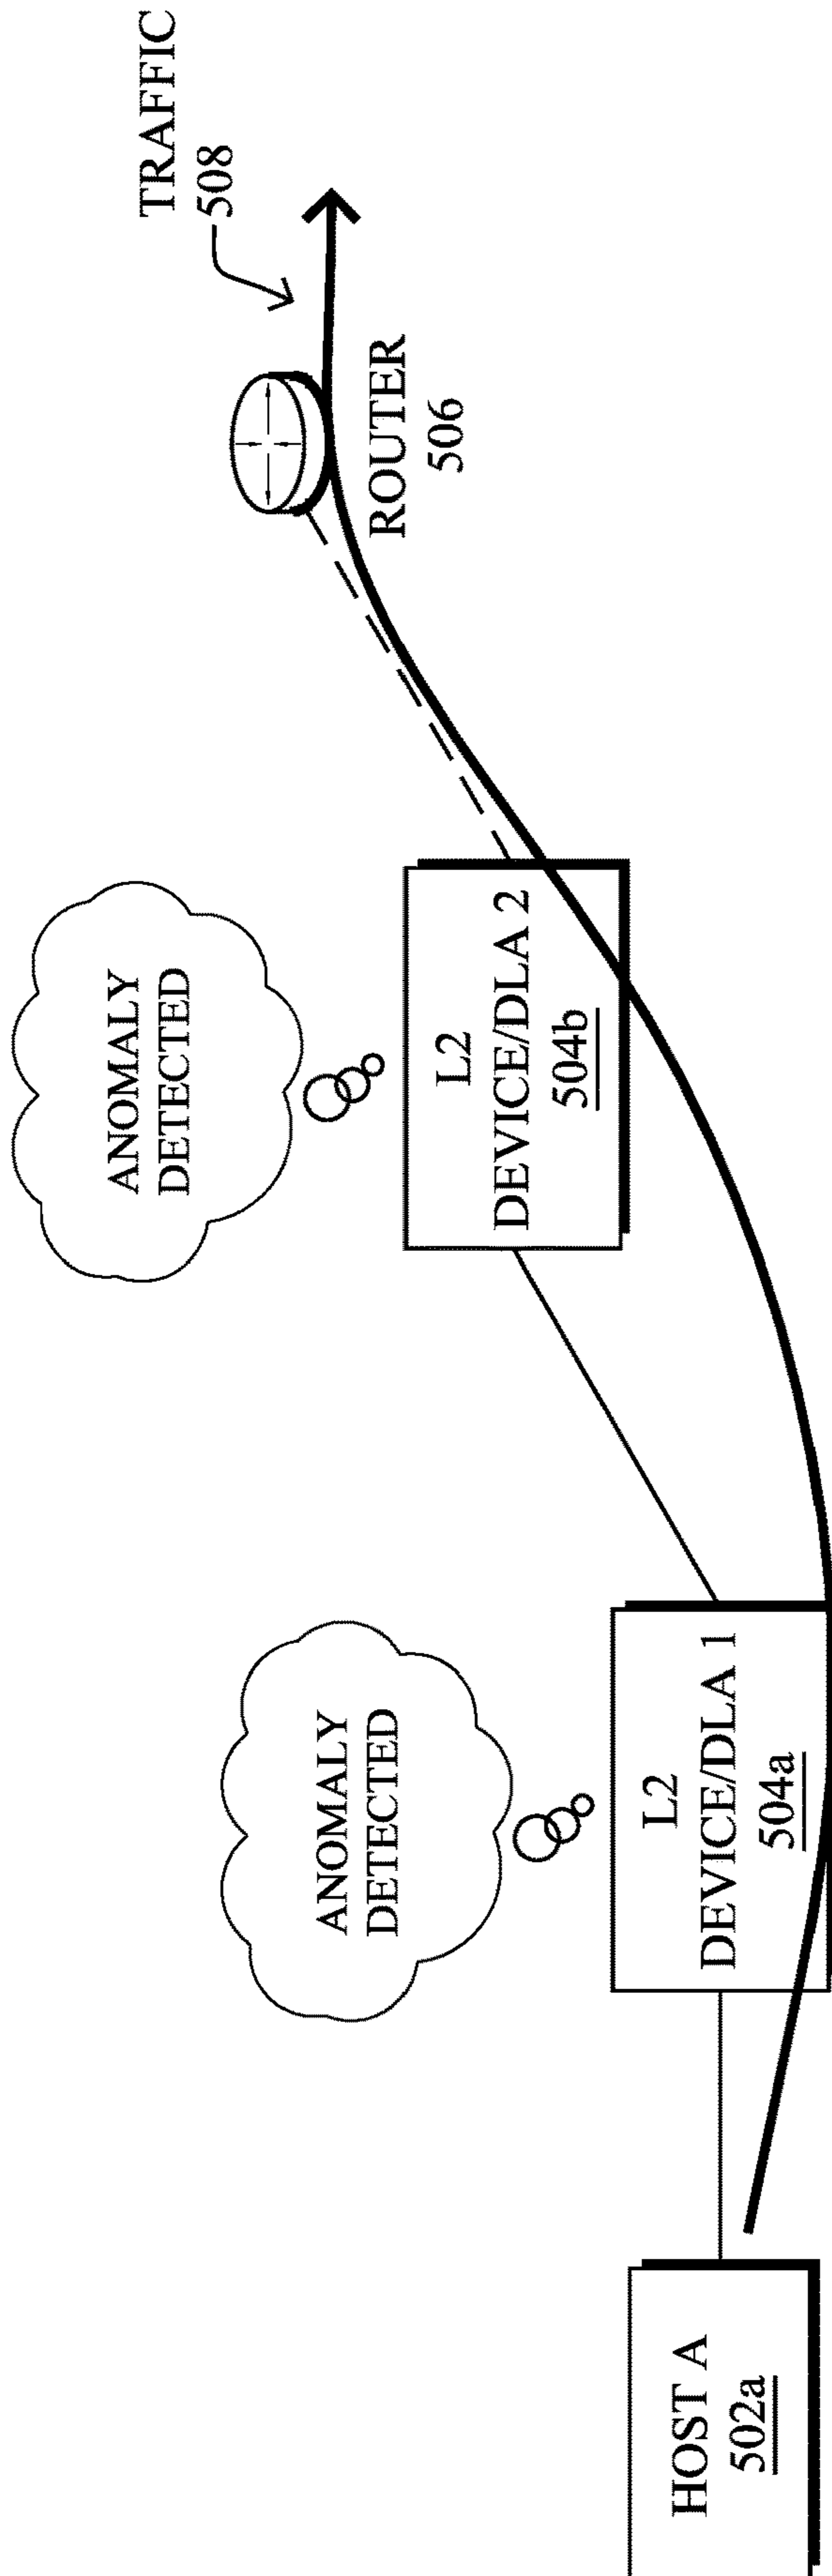 HOST A
502a
ANOMALY
DETECTED
L2
DEVICE/DLA 1
504a
ANOMALY
DETECTED
L2
DEVICE/DLA 2
504b
ROUTER
506
TRAFFIC
508